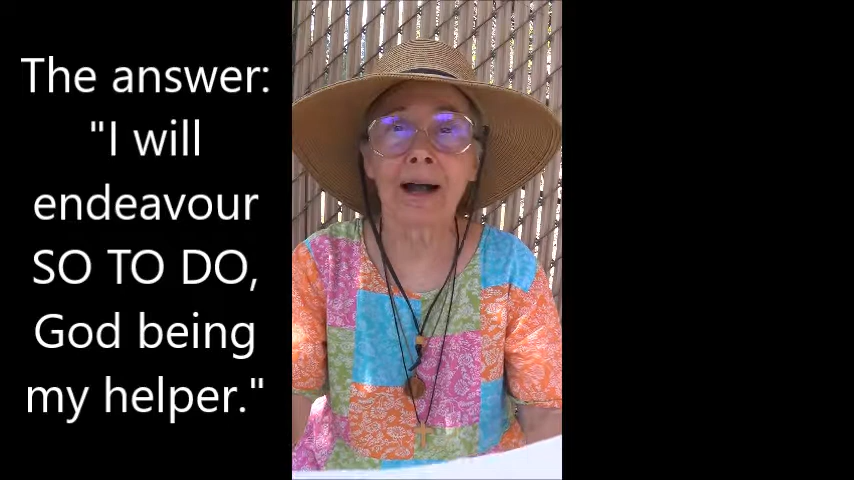 The answer:
"I will
endeavour
SO TO DO,
God being
my helper."